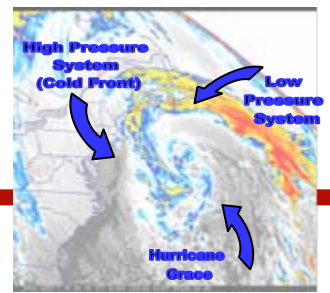 High Pressure
System
(Cold Front)
Low
Pressure
System
Hurricane
Grace